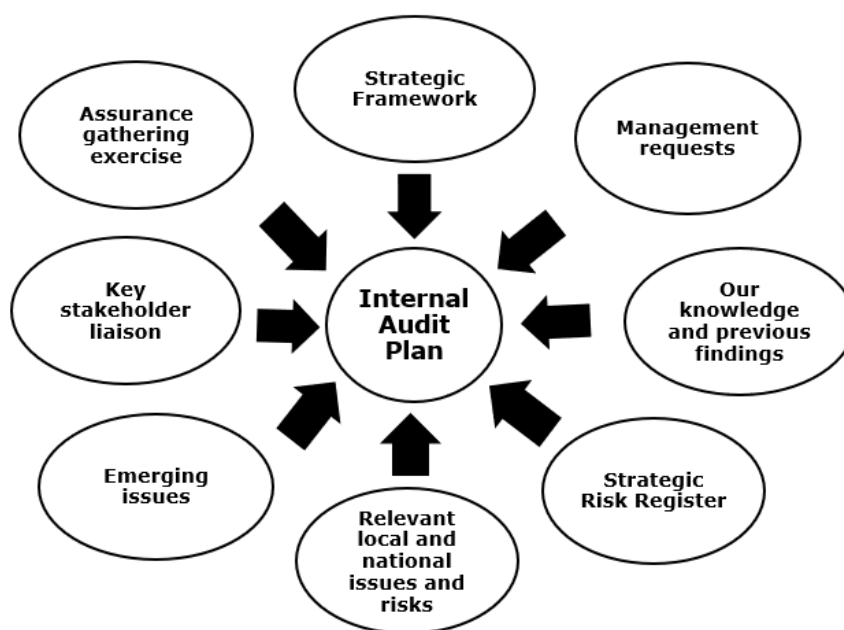 Strategic
Framework
Assurance
gathering
exercise
Management
requests
Key
stakeholder
liaison
Internal
Audit
Plan
Our
knowledge
and previous
findings
Emerging
issues
Strategic
Risk Register
Relevant
local and
national
issues and
risks